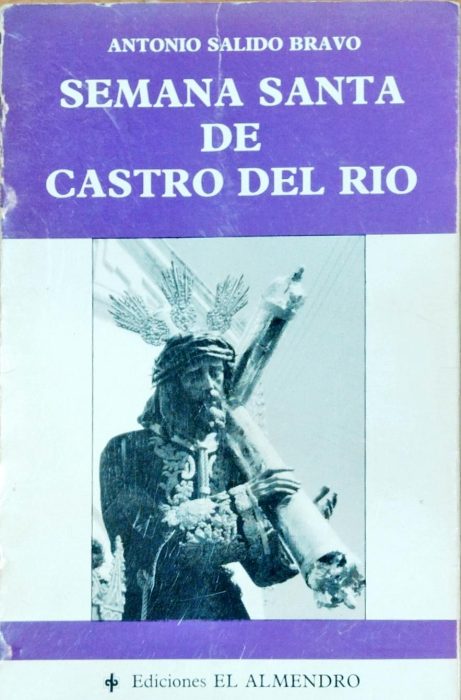 ANTONIO SALIDO BRAVO
SEMANA SANTA
DE
CASTRO DEL RIO
Ediciones EL ALMENDRO